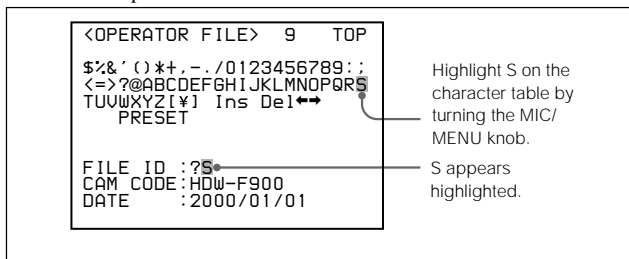 <OPERATOR FILE> 9 TOP
$%&'()*+,-./0123456789:;
<=>?@ABCDEFGHIJKLMNOPQRS
TUVWXYZ[¥] Ins Del←→
PRESET
FILE ID :?S
CAM CODE:HDW-F900
DATE :2000/01/01
Highlight S on the
character table by
turning the MIC/
MENU knob.
S appears
highlighted.